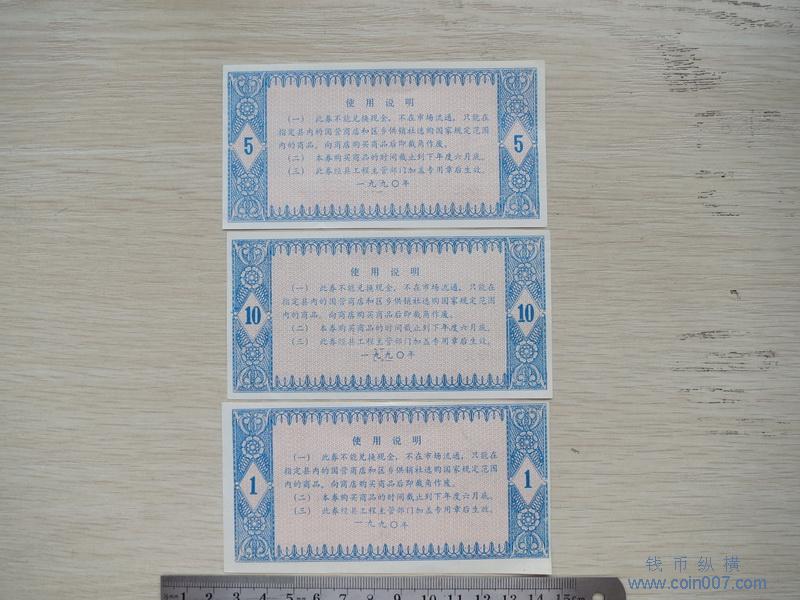 使用说明
(一) 此券不能兑换现金，不在市场流通，只能在
5 指定县内的国营商店和区乡供销社选购国家规定范围 5
内的商品。向商店购买商品后即截角作废。
(二) 本券购买商品的时间截止到下年度六月底。
(三) 此券经县工程主管部门加盖专用章后生效。
一九九〇年
使用说明
(一) 此券不能兑换现金，不在市场流通，只能在
指定县内的国营商店和区乡供销社选购国家规定范围
10 内的商品。向商店购买商品后即截角作废。 10
(二) 本券购买商品的时间截止到下年度六月底。
(三) 此券经县工程主管部门加盖专用章后生效。
一九九〇年
使用说明
(一) 此券不能兑换现金，不在市场流通，只能在
指定县内的国营商店和区乡供销社选购国家规定范围
1 内的商品。向商店购买商品后即截角作废。 1
(二) 本券购买商品的时间截止到下年度六月底。
(三) 此券经县工程主管部门加盖专用章后生效。
一九九〇年
钱币纵横
www.coin007.com
1 2 3 4 5 6 7 8 9 10 11 12 13 14 15cm